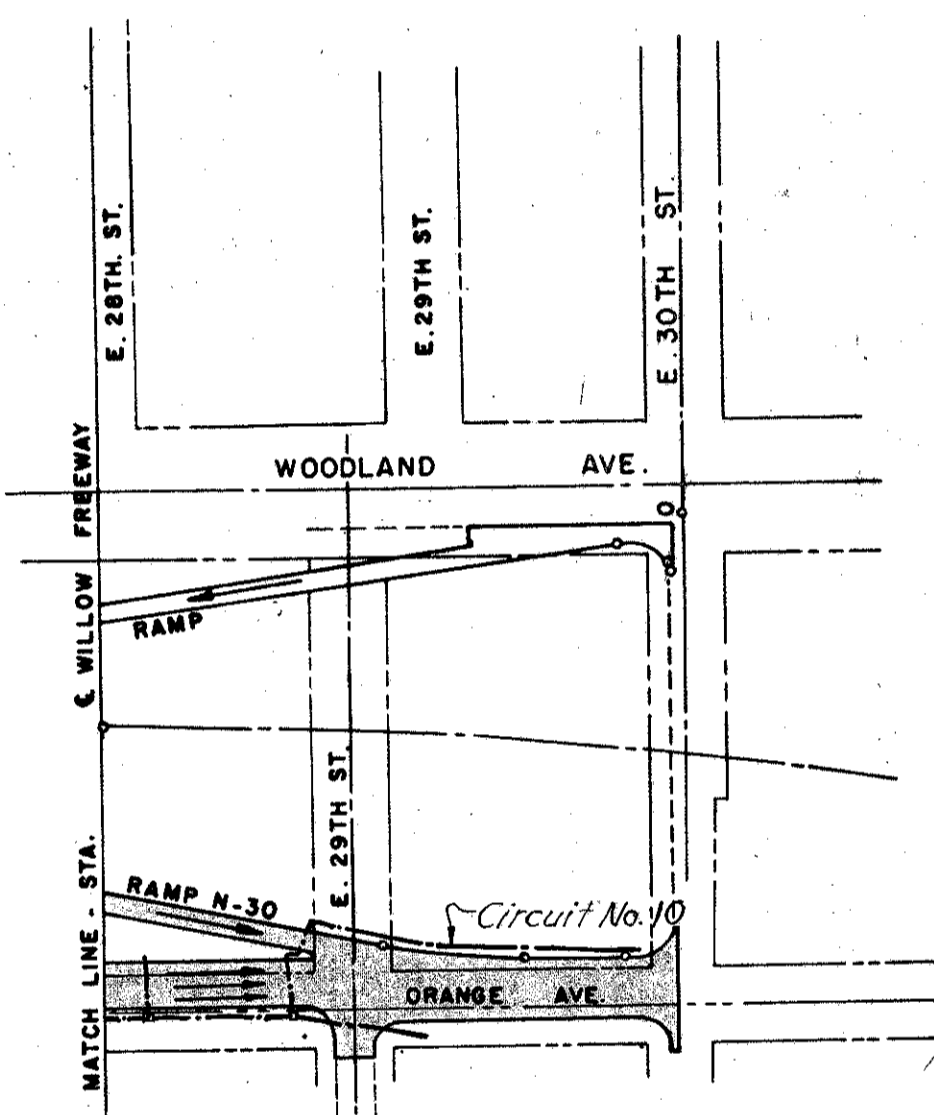 E. 28TH. ST.
E. 29TH ST.
E. 30TH ST.
WOODLAND AVE.
℄ WILLOW FREEWAY
RAMP
O
E. 29TH ST.
MATCH LINE - STA.
RAMP N-30
Circuit No. 10
ORANGE AVE.